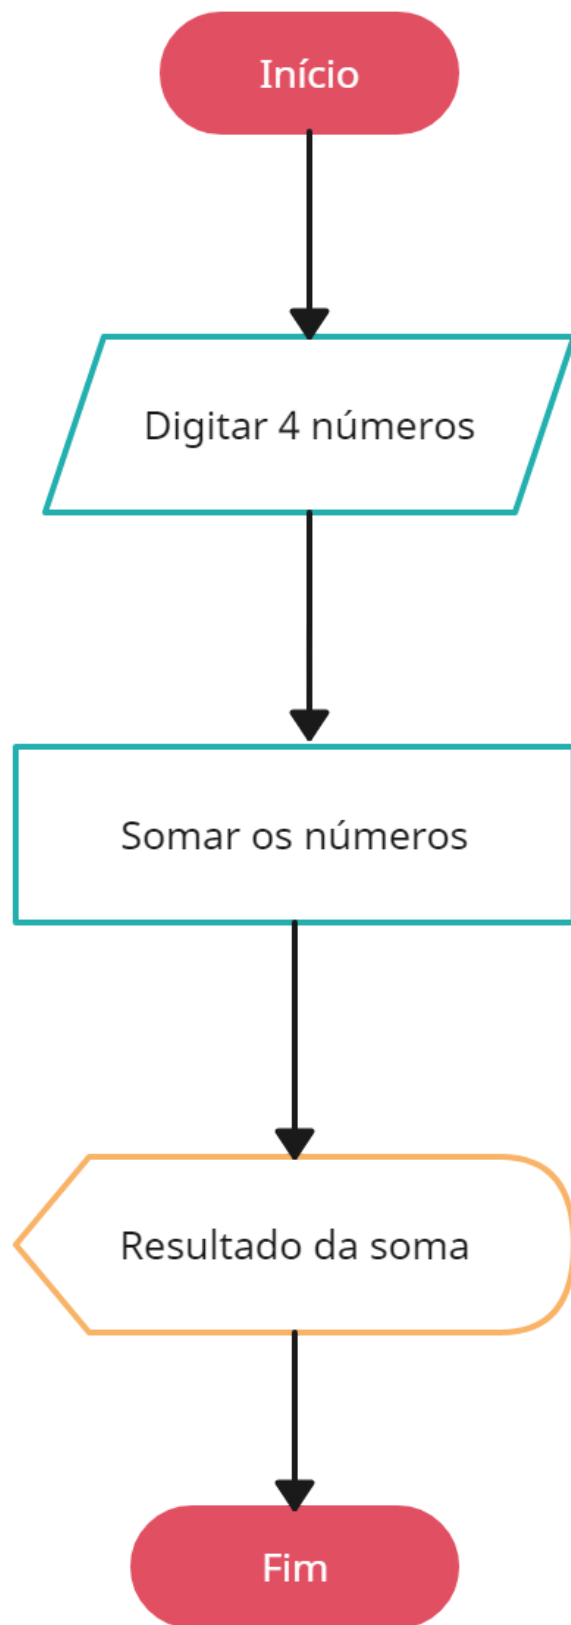 Início
Digitar 4 números
Somar os números
Resultado da soma
Fim